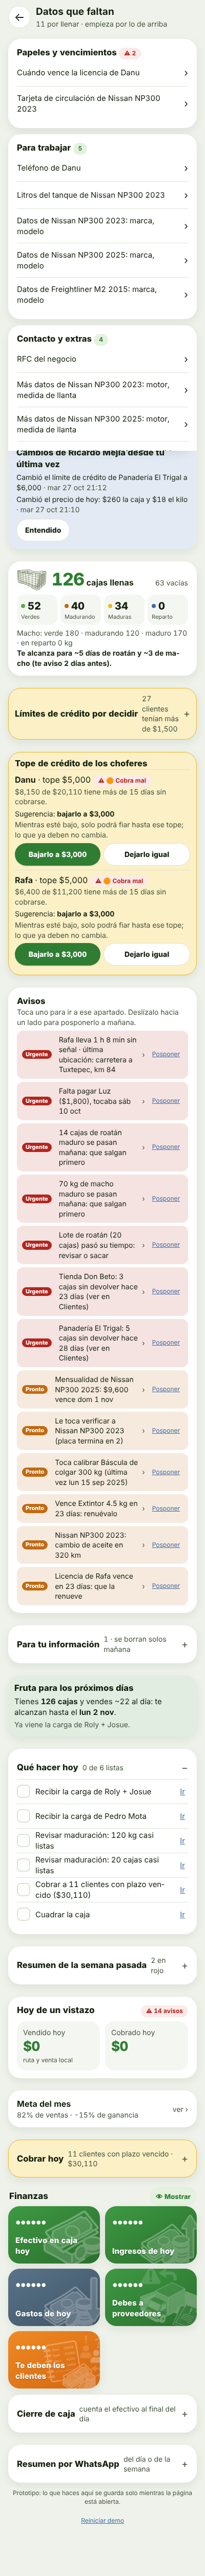 Datos que faltan
11 por llenar · empieza por lo de arriba
Papeles y vencimientos ▲ 2
Cuándo vence la licencia de Danu ›
Tarjeta de circulación de Nissan NP300
2023 ›
Para trabajar 5
Teléfono de Danu ›
Litros del tanque de Nissan NP300 2023 ›
Datos de Nissan NP300 2023: marca,
modelo ›
Datos de Nissan NP300 2025: marca,
modelo ›
Datos de Freightliner M2 2015: marca,
modelo ›
Contacto y extras 4
RFC del negocio ›
Más datos de Nissan NP300 2023: motor,
medida de llanta ›
Más datos de Nissan NP300 2025: motor,
medida de llanta ›
Cambios de Ricardo Mejía desde tu
última vez
Cambió el límite de crédito de Panadería El Trigal a
$6,000 · mar 27 oct 21:12
Cambió el precio de hoy: $260 la caja y $18 el kilo
· mar 27 oct 21:10
Entendido
126 cajas llenas 63 vacías
52 Verdes
40 Madurando
34 Maduras
0 Reparto
Macho: verde 180 · madurando 120 · maduro 170
· en reparto 0 kg
Te alcanza para ~5 días de roatán y ~3 de ma-
cho (te aviso 2 días antes).
Límites de crédito por decidir 27
clientes
tenían más
de $1,500 +
Tope de crédito de los choferes
Danu · tope $5,000 ▲ Cobra mal
$8,150 de $20,110 tiene más de 15 días sin
cobrarse.
Sugerencia: bajarlo a $3,000
Mientras esté bajo, solo podrá fiar hasta ese tope;
lo que ya deben no cambia.
Bajarlo a $3,000 Dejarlo igual
Rafa · tope $5,000 ▲ Cobra mal
$6,400 de $11,200 tiene más de 15 días sin
cobrarse.
Sugerencia: bajarlo a $3,000
Mientras esté bajo, solo podrá fiar hasta ese tope;
lo que ya deben no cambia.
Bajarlo a $3,000 Dejarlo igual
Avisos
Toca uno para ir a ese apartado. Deslízalo hacia
un lado para posponerlo a mañana.
Urgente Rafa lleva 1 h 8 min sin
señal · última
ubicación: carretera a
Tuxtepec, km 84 › Posponer
Urgente Falta pagar Luz
($1,800), tocaba sáb
10 oct › Posponer
Urgente 14 cajas de roatán
maduro se pasan
mañana: que salgan
primero › Posponer
Urgente 70 kg de macho
maduro se pasan
mañana: que salgan
primero › Posponer
Urgente Lote de roatán (20
cajas) pasó su tiempo:
revisar o sacar › Posponer
Urgente Tienda Don Beto: 3
cajas sin devolver hace
23 días (ver en
Clientes) › Posponer
Urgente Panadería El Trigal: 5
cajas sin devolver hace
28 días (ver en
Clientes) › Posponer
Pronto Mensualidad de Nissan
NP300 2025: $9,600
vence dom 1 nov › Posponer
Pronto Le toca verificar a
Nissan NP300 2023
(placa termina en 2) › Posponer
Pronto Toca calibrar Báscula de
colgar 300 kg (última
vez lun 15 sep 2025) › Posponer
Pronto Vence Extintor 4.5 kg en
23 días: renuévalo › Posponer
Pronto Nissan NP300 2023:
cambio de aceite en
320 km › Posponer
Pronto Licencia de Rafa vence
en 23 días: que la
renueve › Posponer
Para tu información 1 · se borran solos
mañana +
Fruta para los próximos días
Tienes 126 cajas y vendes ~22 al día: te
alcanzan hasta el lun 2 nov.
Ya viene la carga de Roly + Josue.
Qué hacer hoy 0 de 6 listas −
Recibir la carga de Roly + Josue Ir
Recibir la carga de Pedro Mota Ir
Revisar maduración: 120 kg casi
listas Ir
Revisar maduración: 20 cajas casi
listas Ir
Cobrar a 11 clientes con plazo ven-
cido ($30,110) Ir
Cuadrar la caja Ir
Resumen de la semana pasada 2 en
rojo +
Hoy de un vistazo ▲ 14 avisos
Vendido hoy
$0
ruta y venta local
Cobrado hoy
$0
Meta del mes
82% de ventas · -15% de ganancia ver ›
Cobrar hoy 11 clientes con plazo vencido ·
$30,110 +
Finanzas Mostrar
●●●●●●
Efectivo en caja
hoy
●●●●●●
Ingresos de hoy
●●●●●●
Gastos de hoy
●●●●●●
Debes a
proveedores
●●●●●●
Te deben los
clientes
Cierre de caja cuenta el efectivo al final del
día +
Resumen por WhatsApp del día o de la
semana +
Prototipo: lo que haces aquí se guarda solo mientras la página
está abierta.
Reiniciar demo